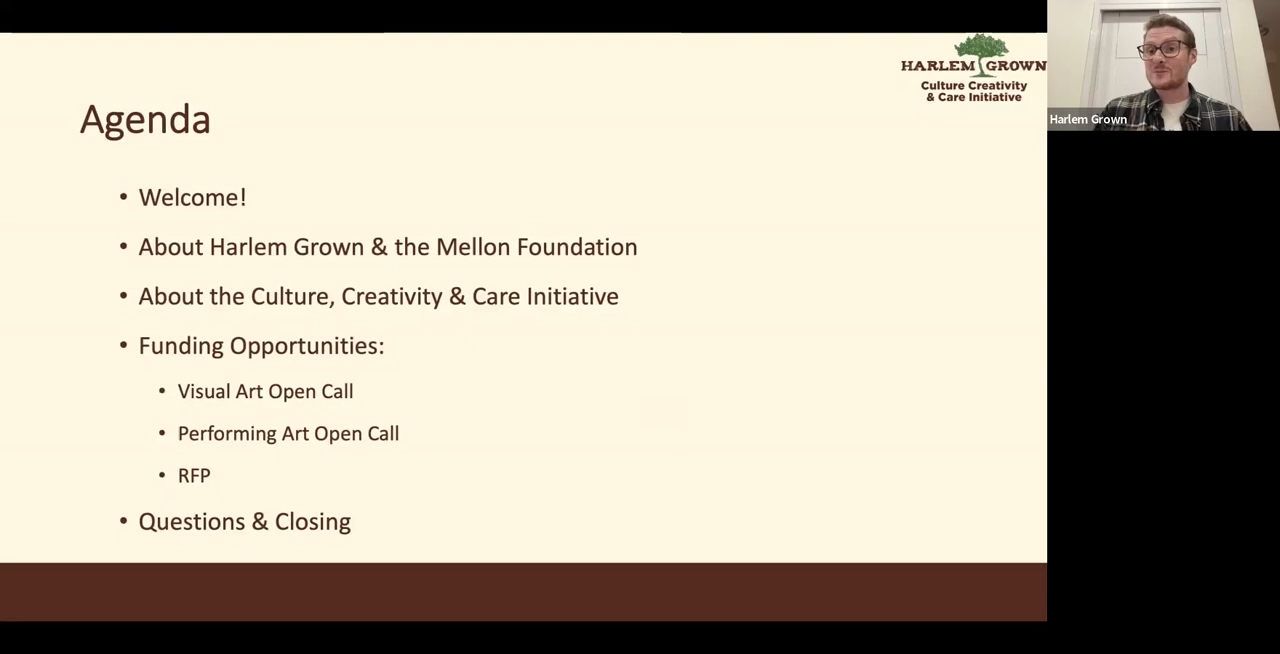 HARLEM GROWN
Culture Creativity
& Care Initiative
Harlem Grown
Agenda
• Welcome!
• About Harlem Grown & the Mellon Foundation
• About the Culture, Creativity & Care Initiative
• Funding Opportunities:
• Visual Art Open Call
• Performing Art Open Call
• RFP
• Questions & Closing